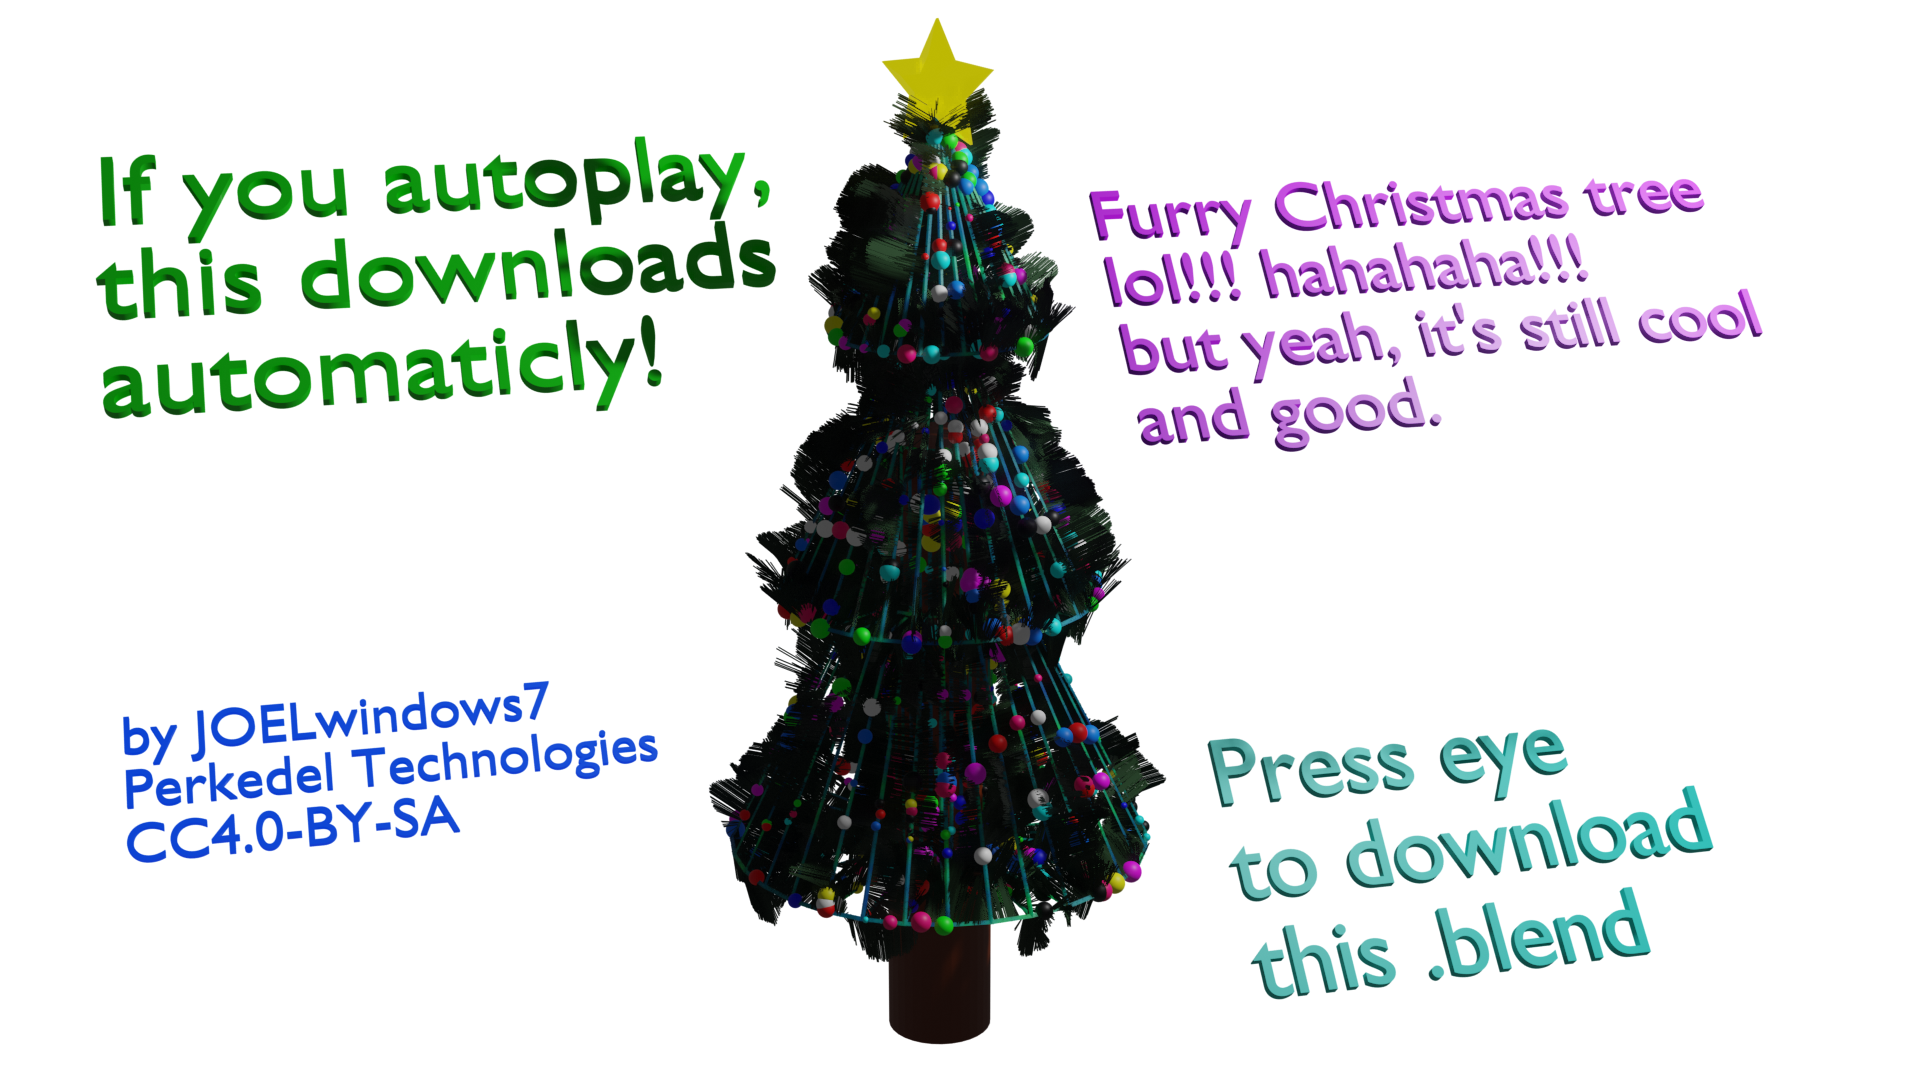 If you autoplay,
this downloads
automaticly!
Furry Christmas tree
lol!!! hahahaha!!!
but yeah, it's still cool
and good.
by JOELwindows7
Perkedel Technologies
CC4.0-BY-SA
Press eye
to download
this .blend